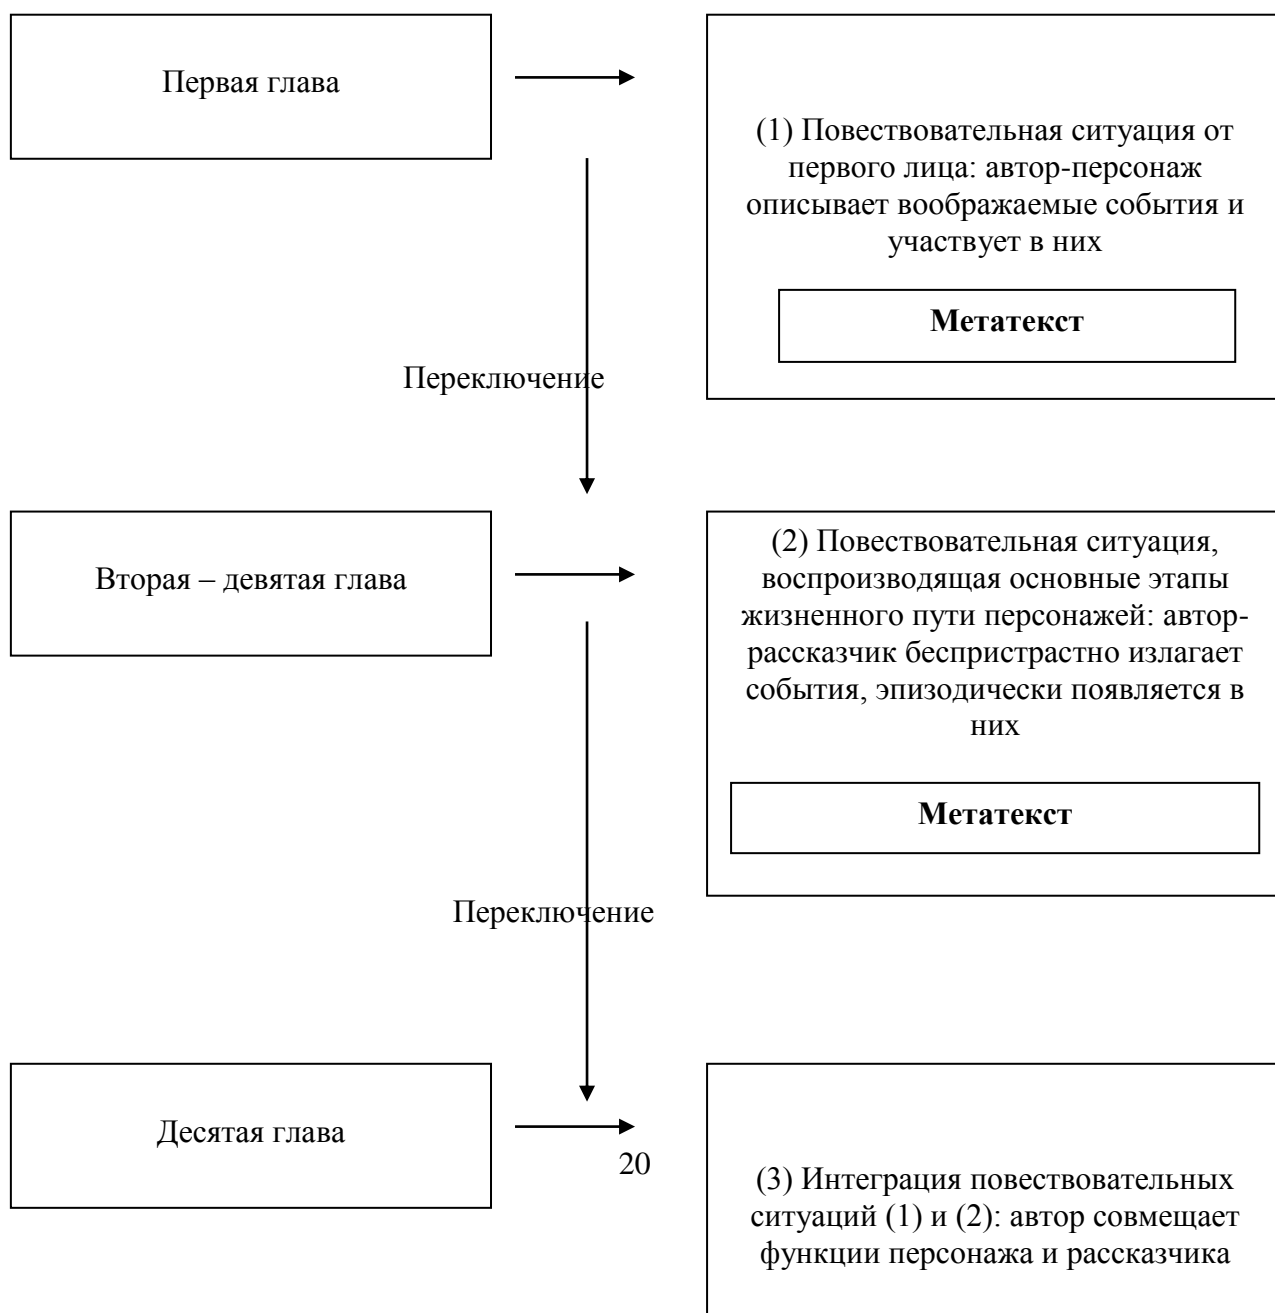 Первая глава
(1) Повествовательная ситуация от
первого лица: автор-персонаж
описывает воображаемые события и
участвует в них
Метатекст
Переключение
Вторая – девятая глава
(2) Повествовательная ситуация,
воспроизводящая основные этапы
жизненного пути персонажей: автор-
рассказчик беспристрастно излагает
события, эпизодически появляется в
них
Метатекст
Переключение
Десятая глава
20
(3) Интеграция повествовательных
ситуаций (1) и (2): автор совмещает
функции персонажа и рассказчика